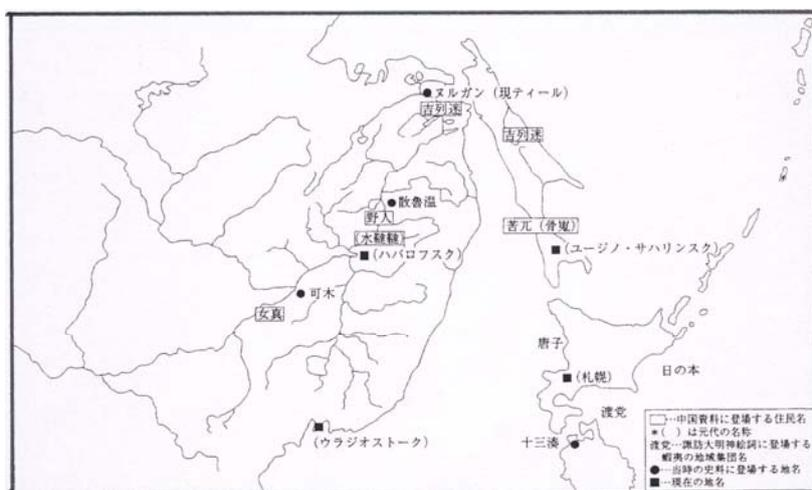 ヌルガン（現ティール）
吉列迷
吉列迷
散魯温
野人
(水韃靼)
(ハバロフスク)
苦兀（骨嵬）
(ユージノ・サハリンスク)
可木
女真
唐子
日の本
(札幌)
渡党
(ウラジオストーク)
十三湊
…中国資料に登場する住民名
＊（　）は元代の名称
渡党…諏訪大明神絵詞に登場する
蝦夷の地域集団名
●…当時の史料に登場する地名
■…現在の地名